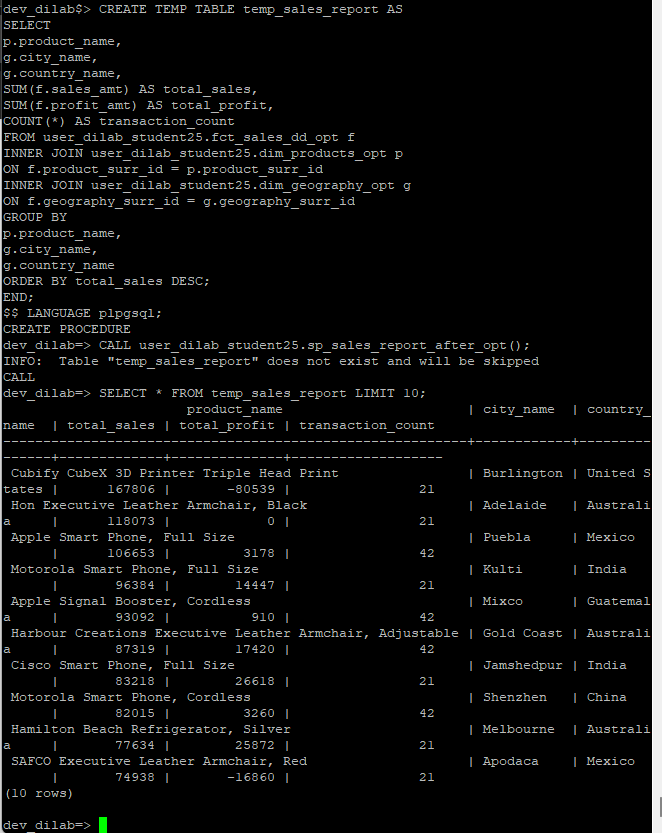 dev_dilab$> CREATE TEMP TABLE temp_sales_report AS
SELECT
p.product_name,
g.city_name,
g.country_name,
SUM(f.sales_amt) AS total_sales,
SUM(f.profit_amt) AS total_profit,
COUNT(*) AS transaction_count
FROM user_dilab_student25.fct_sales_dd_opt f
INNER JOIN user_dilab_student25.dim_products_opt p
ON f.product_surr_id = p.product_surr_id
INNER JOIN user_dilab_student25.dim_geography_opt g
ON f.geography_surr_id = g.geography_surr_id
GROUP BY
p.product_name,
g.city_name,
g.country_name
ORDER BY total_sales DESC;
END;
$$ LANGUAGE plpgsql;
CREATE PROCEDURE
dev_dilab=> CALL user_dilab_student25.sp_sales_report_after_opt();
INFO:  Table "temp_sales_report" does not exist and will be skipped
CALL
dev_dilab=> SELECT * FROM temp_sales_report LIMIT 10;
                       product_name                       | city_name  | country_
name  | total_sales | total_profit | transaction_count
----------------------------------------------------------+------------+---------
------+-------------+--------------+-------------------
 Cubify CubeX 3D Printer Triple Head Print                | Burlington | United S
tates |      167806 |       -80539 |                21
 Hon Executive Leather Armchair, Black                    | Adelaide   | Australi
a     |      118073 |            0 |                21
 Apple Smart Phone, Full Size                             | Puebla     | Mexico
      |      106653 |         3178 |                42
 Motorola Smart Phone, Full Size                          | Kulti      | India
      |       96384 |        14447 |                21
 Apple Signal Booster, Cordless                           | Mixco      | Guatemal
a     |       93092 |          910 |                42
 Harbour Creations Executive Leather Armchair, Adjustable | Gold Coast | Australi
a     |       87319 |        17420 |                42
 Cisco Smart Phone, Full Size                             | Jamshedpur | India
      |       83218 |        26618 |                21
 Motorola Smart Phone, Cordless                           | Shenzhen   | China
      |       82015 |         3260 |                42
 Hamilton Beach Refrigerator, Silver                      | Melbourne  | Australi
a     |       77634 |        25872 |                21
 SAFCO Executive Leather Armchair, Red                    | Apodaca    | Mexico
      |       74938 |       -16860 |                21
(10 rows)
dev_dilab=>